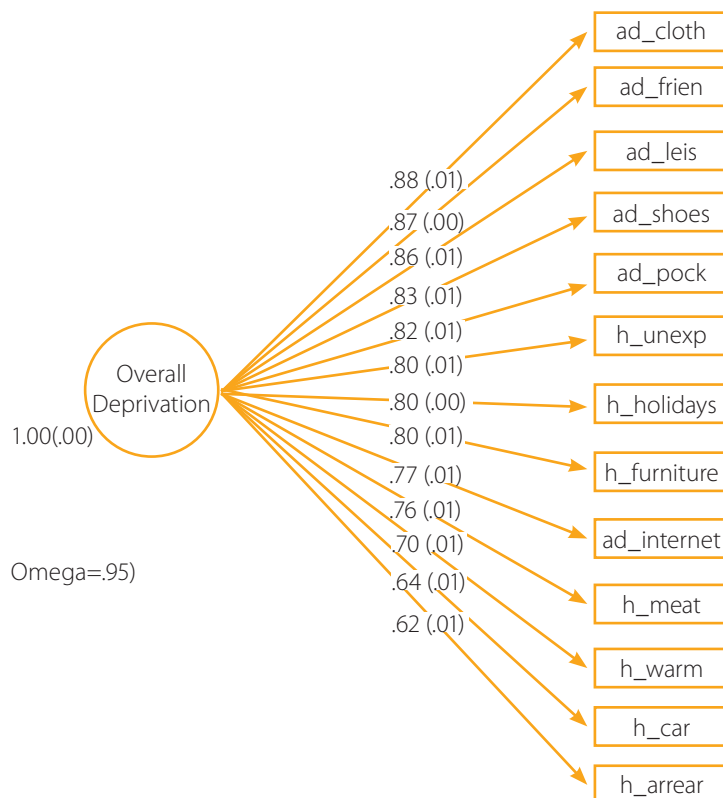 ad_cloth
ad_frien
ad_leis
.88 (.01)
ad_shoes
.87 (.00)
.86 (.01)
ad_pock
.83 (.01)
.82 (.01)
h_unexp
.80 (.01)
Overall
Deprivation
.80 (.00)
h_holidays
1.00(.00)
.80 (.01)
h_furniture
.77 (.01)
.76 (.01)
ad_internet
.70 (.01)
Omega=.95)
.64 (.01)
h_meat
.62 (.01)
h_warm
h_car
h_arrear